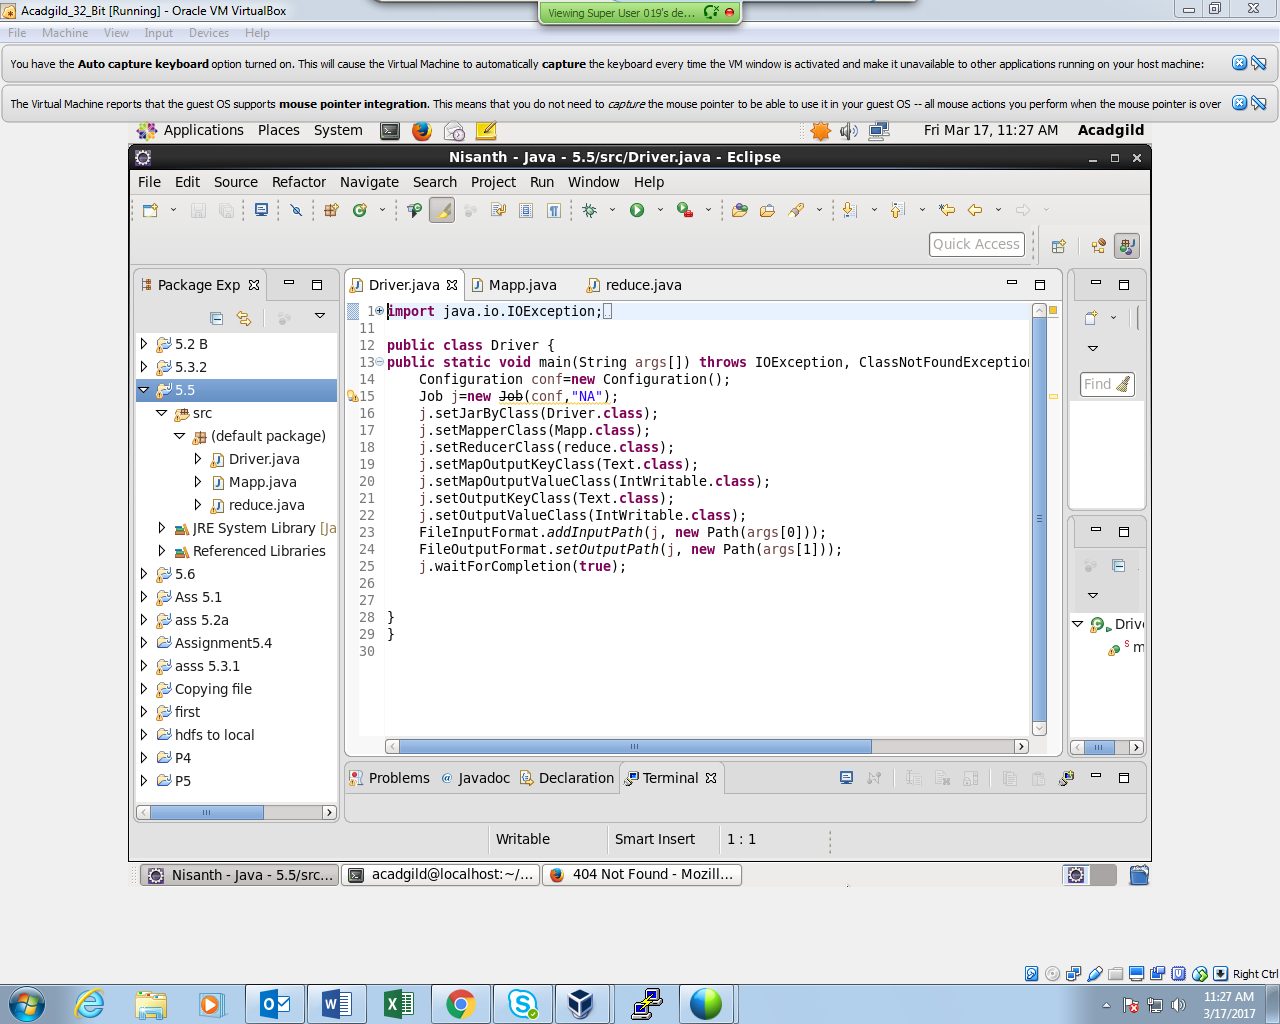 Acadgild_32_Bit [Running] - Oracle VM VirtualBox
Viewing Super User 019's de...
File Machine View Input Devices Help
You have the Auto capture keyboard option turned on. This will cause the Virtual Machine to automatically capture the keyboard every time the VM window is activated and make it unavailable to other applications running on your host machine:
The Virtual Machine reports that the guest OS supports mouse pointer integration. This means that you do not need to capture the mouse pointer to be able to use it in your guest OS -- all mouse actions you perform when the mouse pointer is over
Applications Places System
Fri Mar 17, 11:27 AM Acadgild
Nisanth - Java - 5.5/src/Driver.java - Eclipse
File Edit Source Refactor Navigate Search Project Run Window Help
Quick Access
Package Exp
5.2 B
5.3.2
5.5
src
(default package)
Driver.java
Mapp.java
reduce.java
JRE System Library [Ja
Referenced Libraries
5.6
Ass 5.1
ass 5.2a
Assignment5.4
asss 5.3.1
Copying file
first
hdfs to local
P4
P5
Driver.java Mapp.java reduce.java
1 import java.io.IOException;
11
12 public class Driver {
13 public static void main(String args[]) throws IOException, ClassNotFoundException
14 Configuration conf=new Configuration();
15 Job j=new Job(conf,"NA");
16 j.setJarByClass(Driver.class);
17 j.setMapperClass(Mapp.class);
18 j.setReducerClass(reduce.class);
19 j.setMapOutputKeyClass(Text.class);
20 j.setMapOutputValueClass(IntWritable.class);
21 j.setOutputKeyClass(Text.class);
22 j.setOutputValueClass(IntWritable.class);
23 FileInputFormat.addInputPath(j, new Path(args[0]));
24 FileOutputFormat.setOutputPath(j, new Path(args[1]));
25 j.waitForCompletion(true);
26
27
28 }
29 }
30
Find
Drive
m
Problems Javadoc Declaration Terminal
Writable Smart Insert 1 : 1
Nisanth - Java - 5.5/src... acadgild@localhost:~/... 404 Not Found - Mozill...
Right Ctrl
11:27 AM
3/17/2017